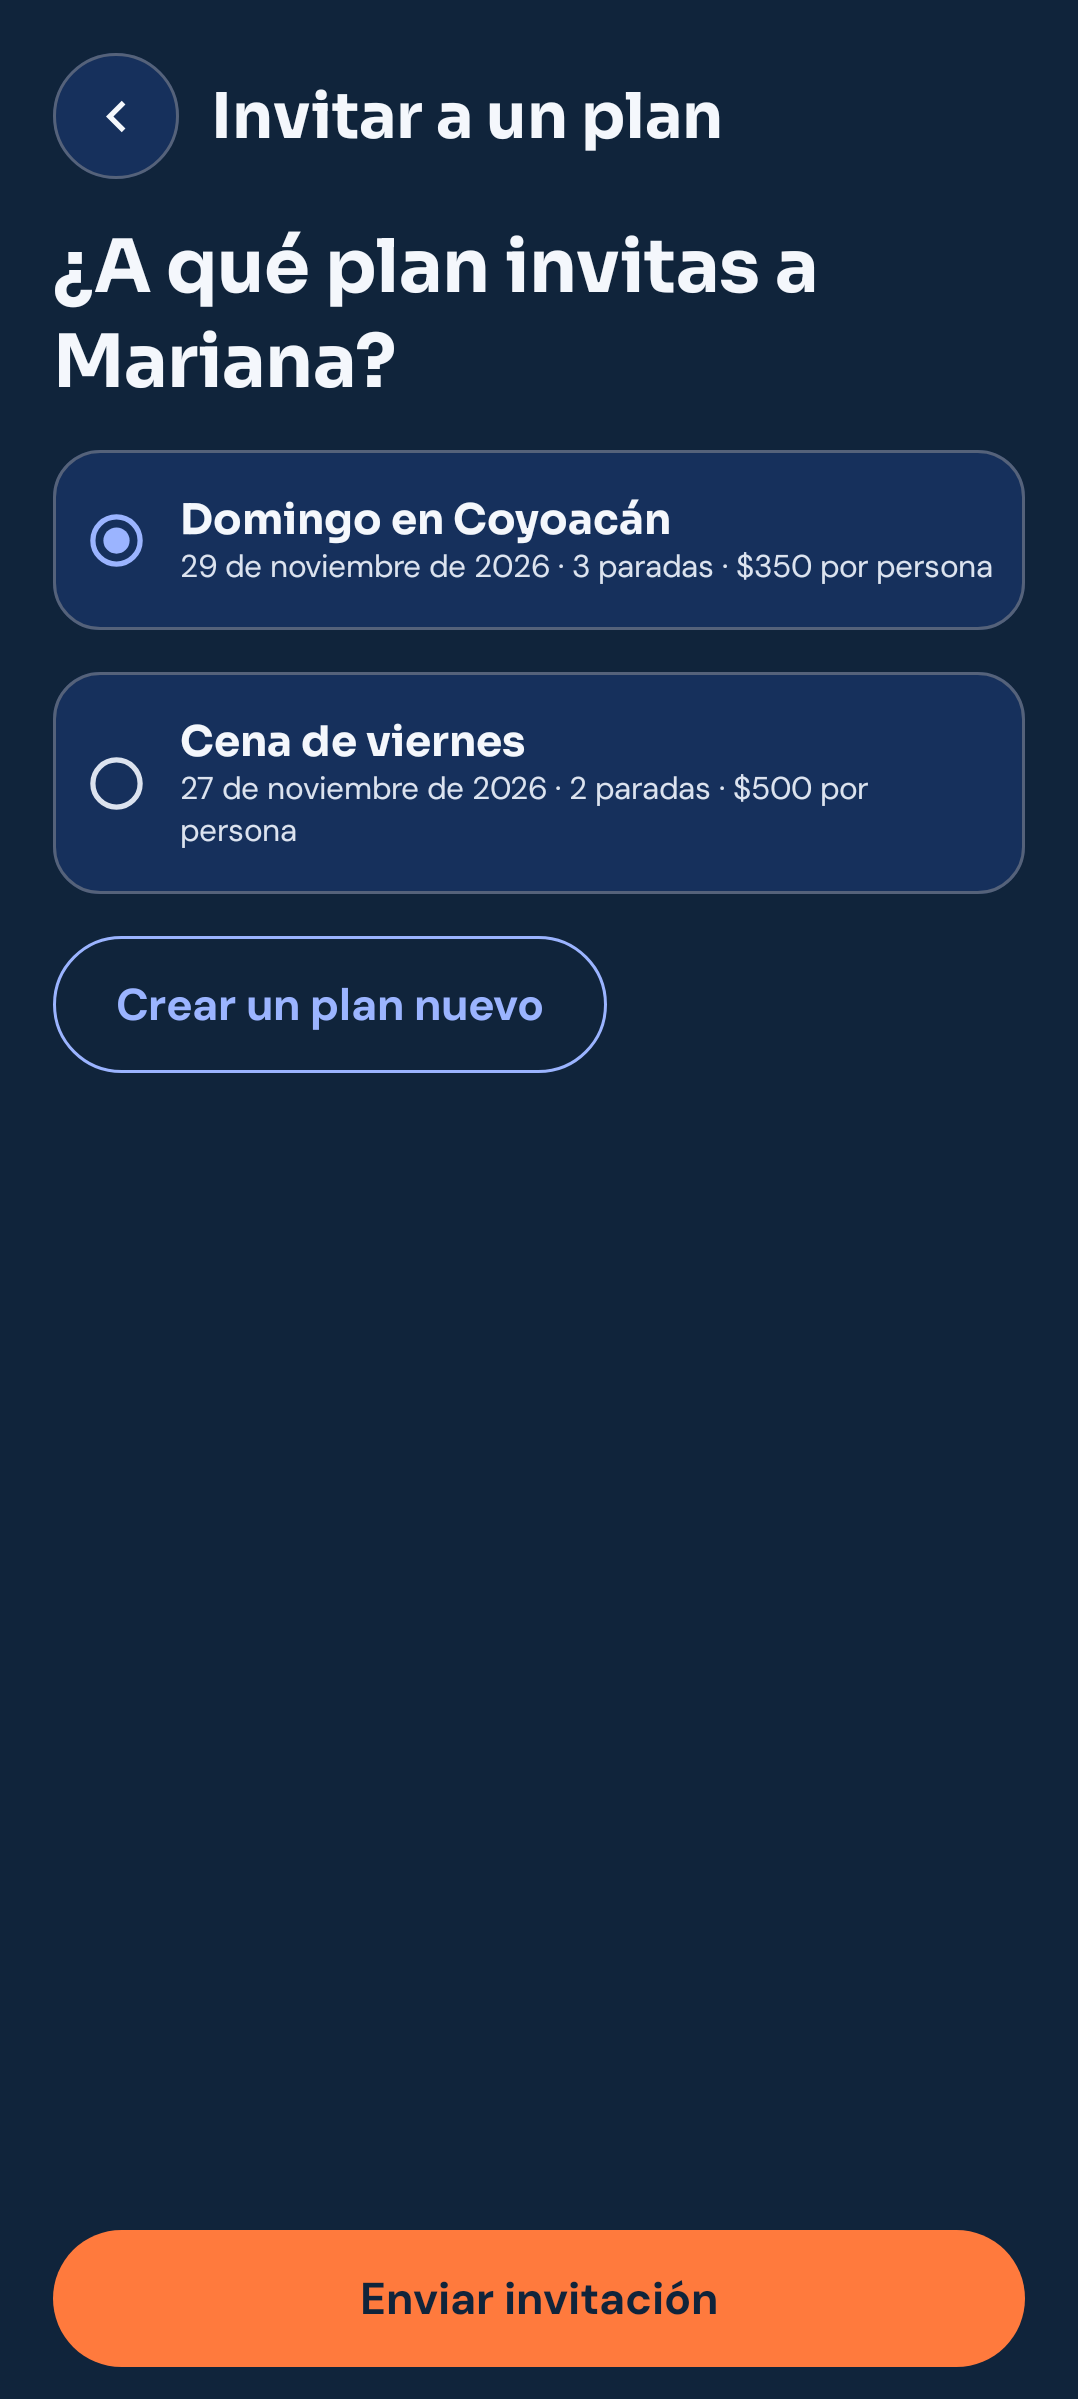 Invitar a un plan
¿A qué plan invitas a
Mariana?
Domingo en Coyoacán
29 de noviembre de 2026 · 3 paradas · $350 por persona
Cena de viernes
27 de noviembre de 2026 · 2 paradas · $500 por
persona
Crear un plan nuevo
Enviar invitación